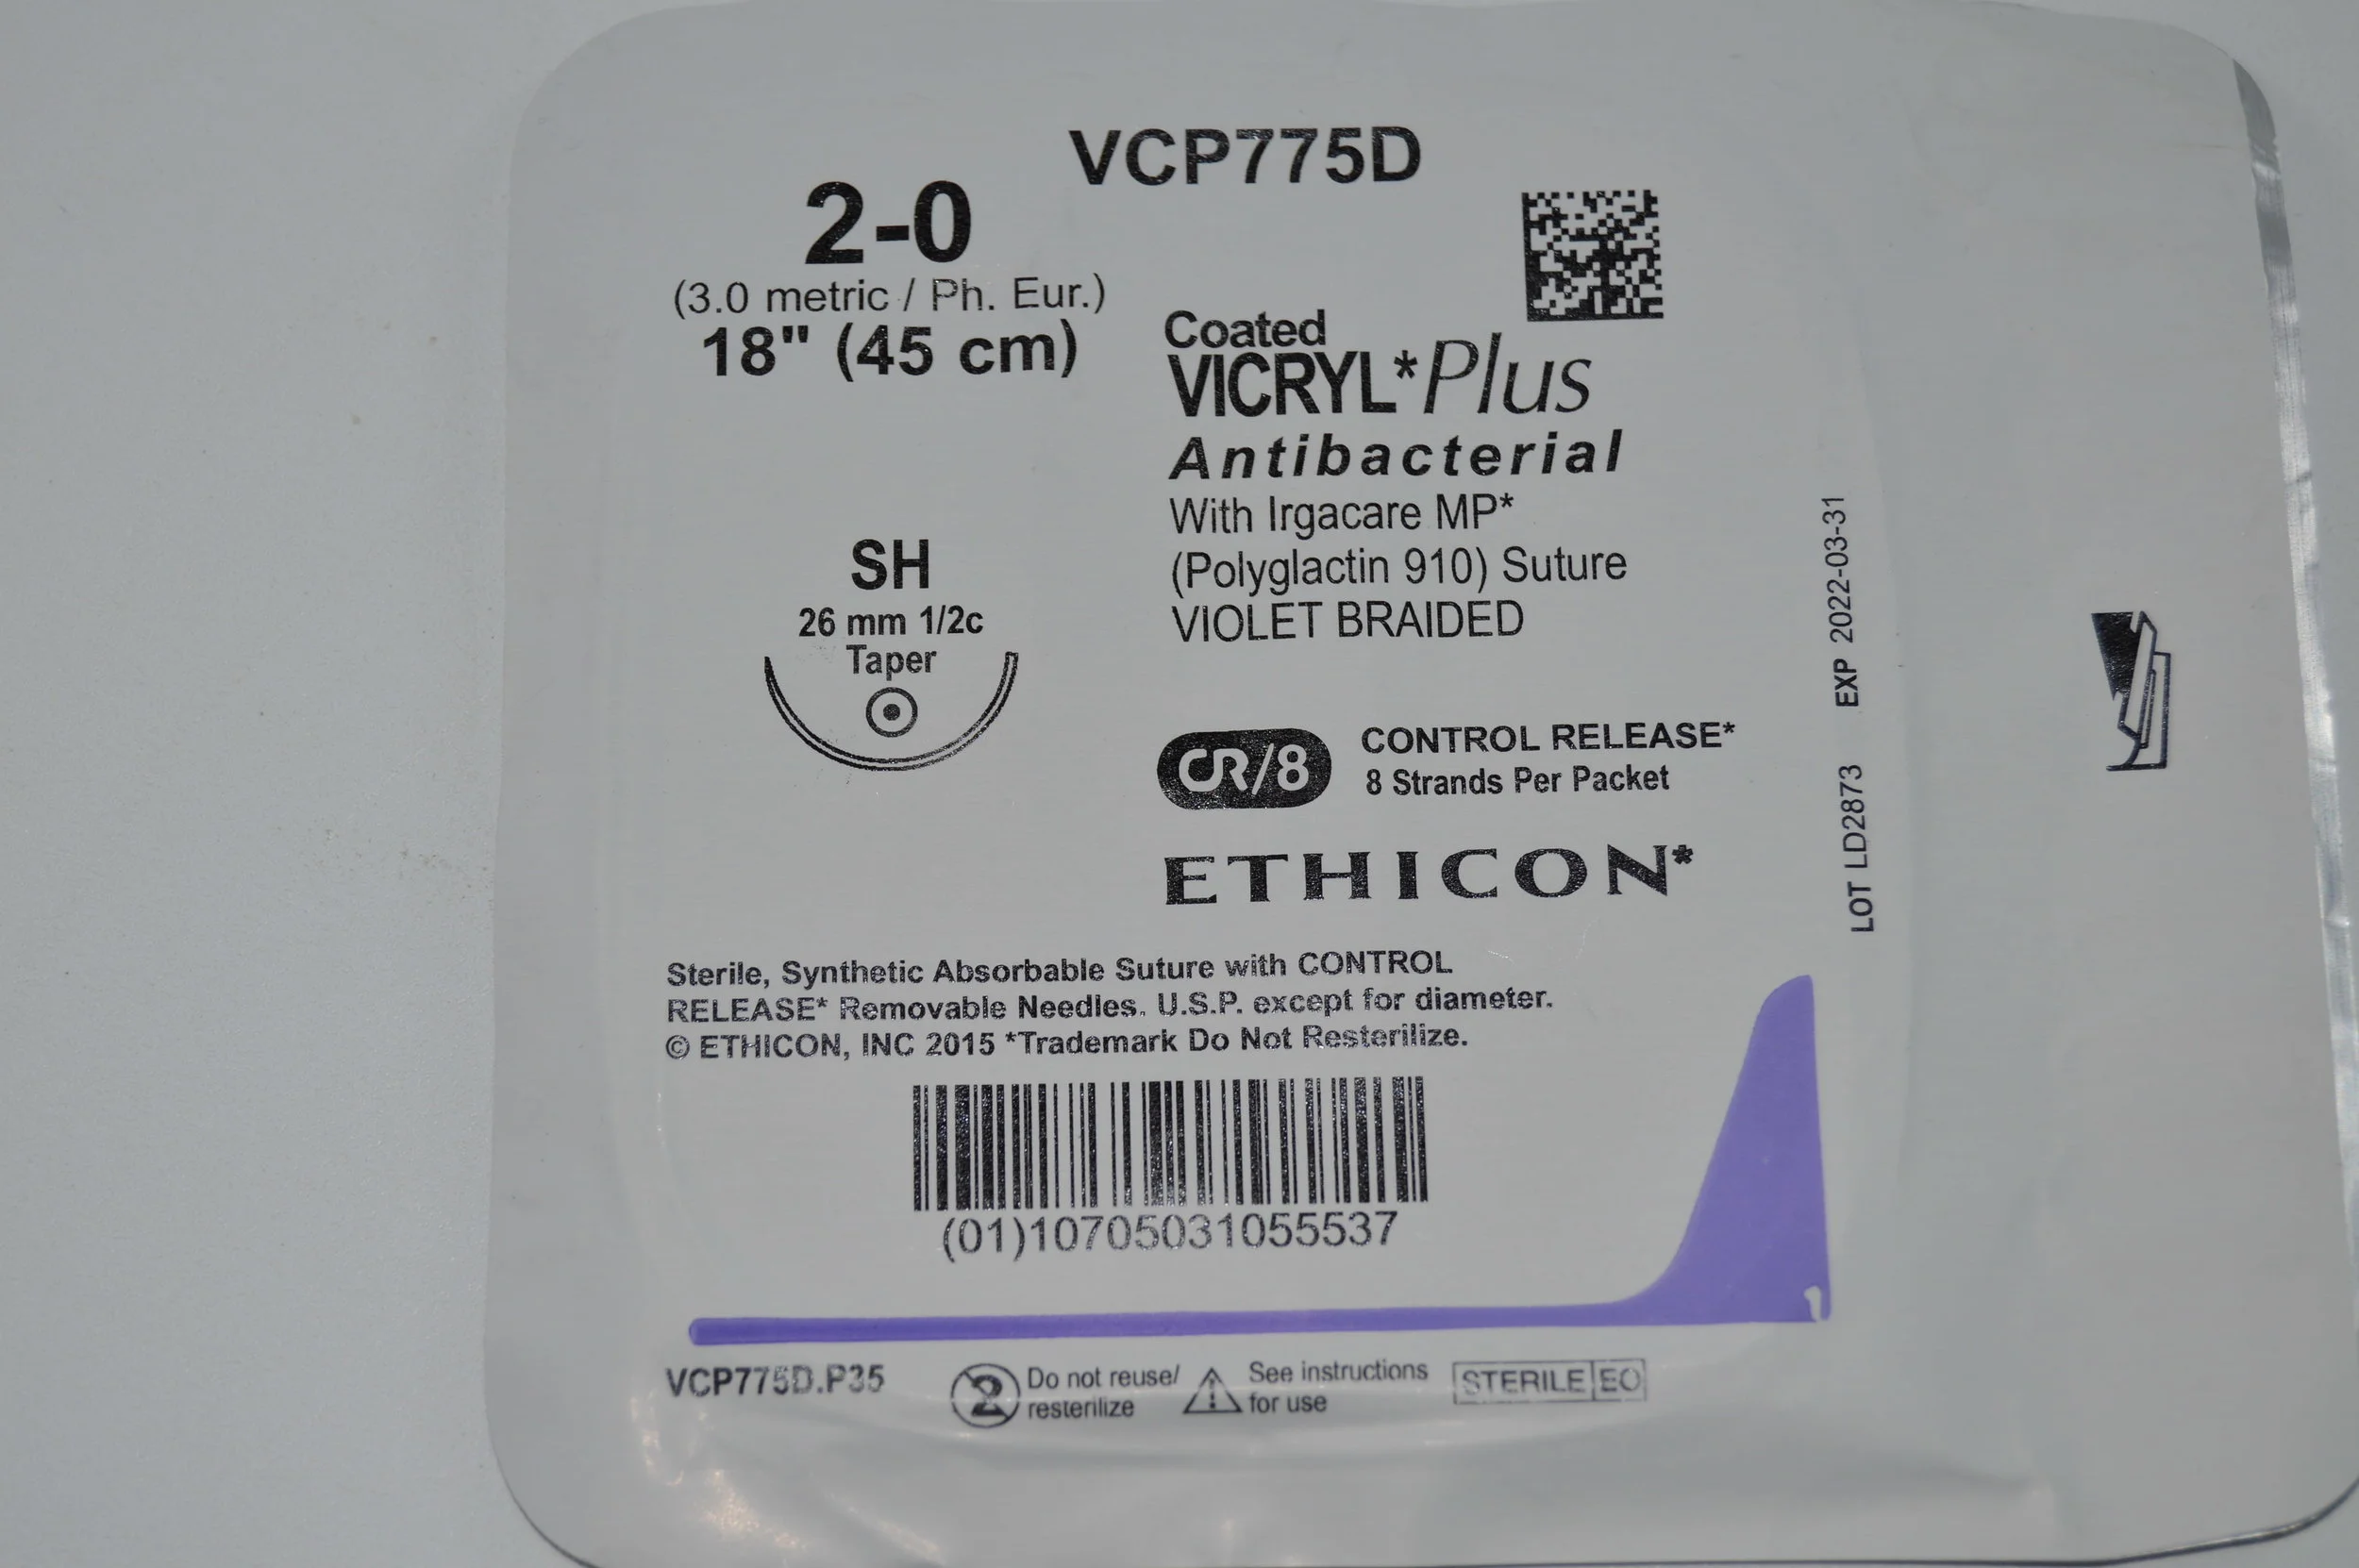 VCP775D
2-0
(3.0 metric / Ph. Eur.)
18" (45 cm)
Coated
VICRYL*Plus
Antibacterial
With Irgacare MP*
(Polyglactin 910) Suture
VIOLET BRAIDED
SH
26 mm 1/2c
Taper
CR/8
CONTROL RELEASE*
8 Strands Per Packet
ETHICON*
LOT LD2873 EXP 2022-03-31
Sterile, Synthetic Absorbable Suture with CONTROL
RELEASE* Removable Needles. U.S.P. except for diameter.
© ETHICON, INC 2015 *Trademark Do Not Resterilize.
(01)10705031055537
1
VCP775D.P35
2
Do not reuse/
resterilize
!
See instructions
for use
STERILE EO